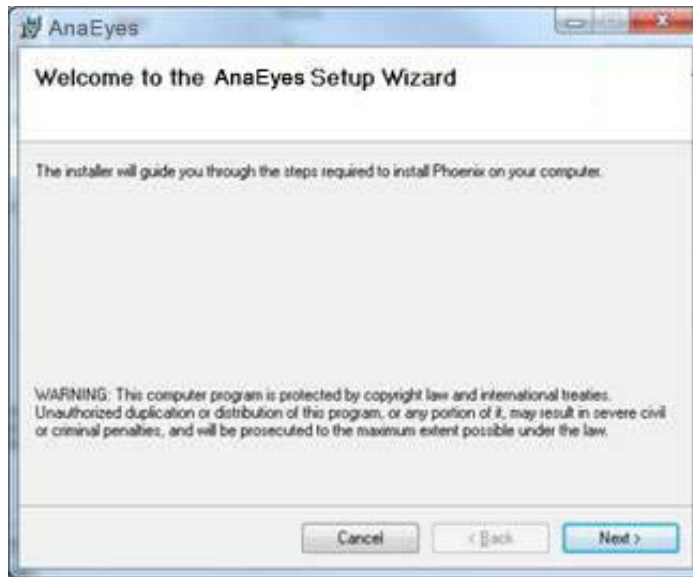 AnaEyes
Welcome to the AnaEyes Setup Wizard
The installer will guide you through the steps required to install Phoenix on your computer.
WARNING: This computer program is protected by copyright law and international treaties.
Unauthorized duplication or distribution of this program, or any portion of it, may result in severe civil
or criminal penalties, and will be prosecuted to the maximum extent possible under the law.
Cancel
< Back
Next >